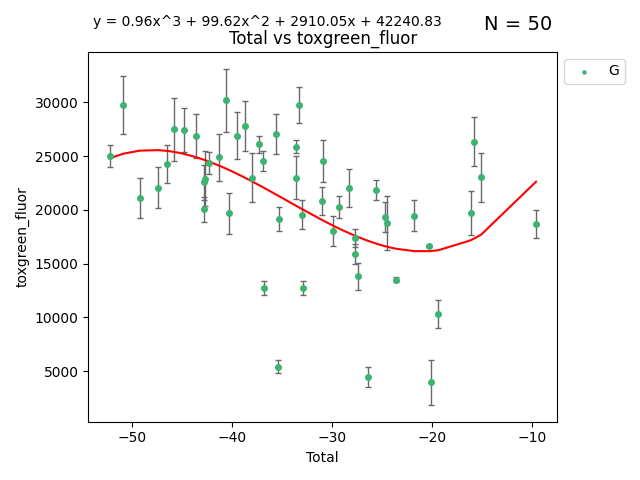 y = 0.96x^3 + 99.62x^2 + 2910.05x + 42240.83
N = 50
Total vs toxgreen_fluor
G
30000
25000
20000
15000
10000
5000
toxgreen_fluor
−50
−40
−30
−20
−10
Total